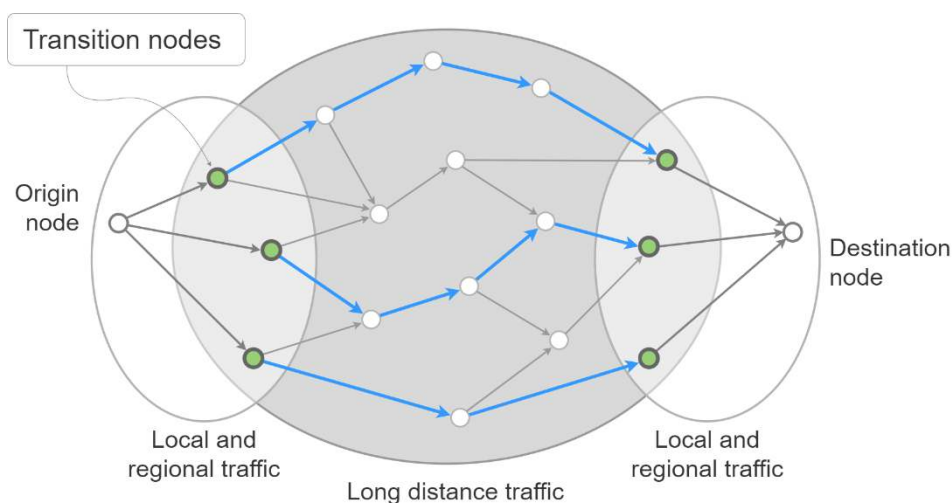 Transition nodes
Origin
node
Destination
node
Local and
regional traffic
Local and
regional traffic
Long distance traffic